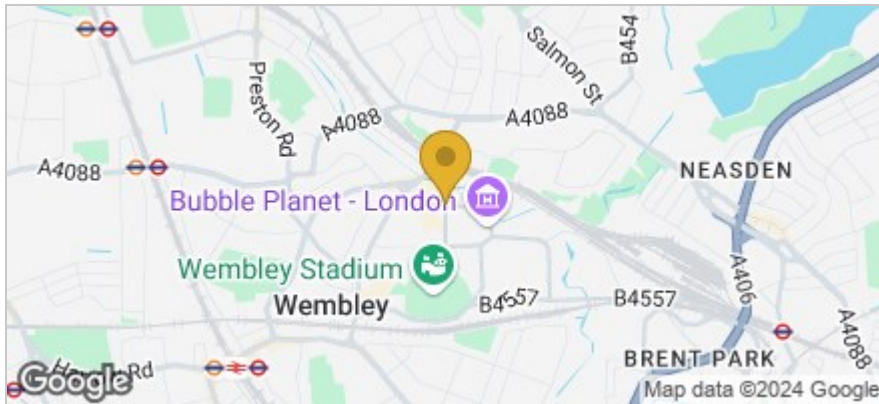 B454
Salmon St
Preston Rd
A4088
A4088
A4088
NEASDEN
Bubble Planet - London
Wembley Stadium
Wembley
B4557
B4557
A406
A4088
BRENT PARK
Rd
Google
Map data ©2024 Google